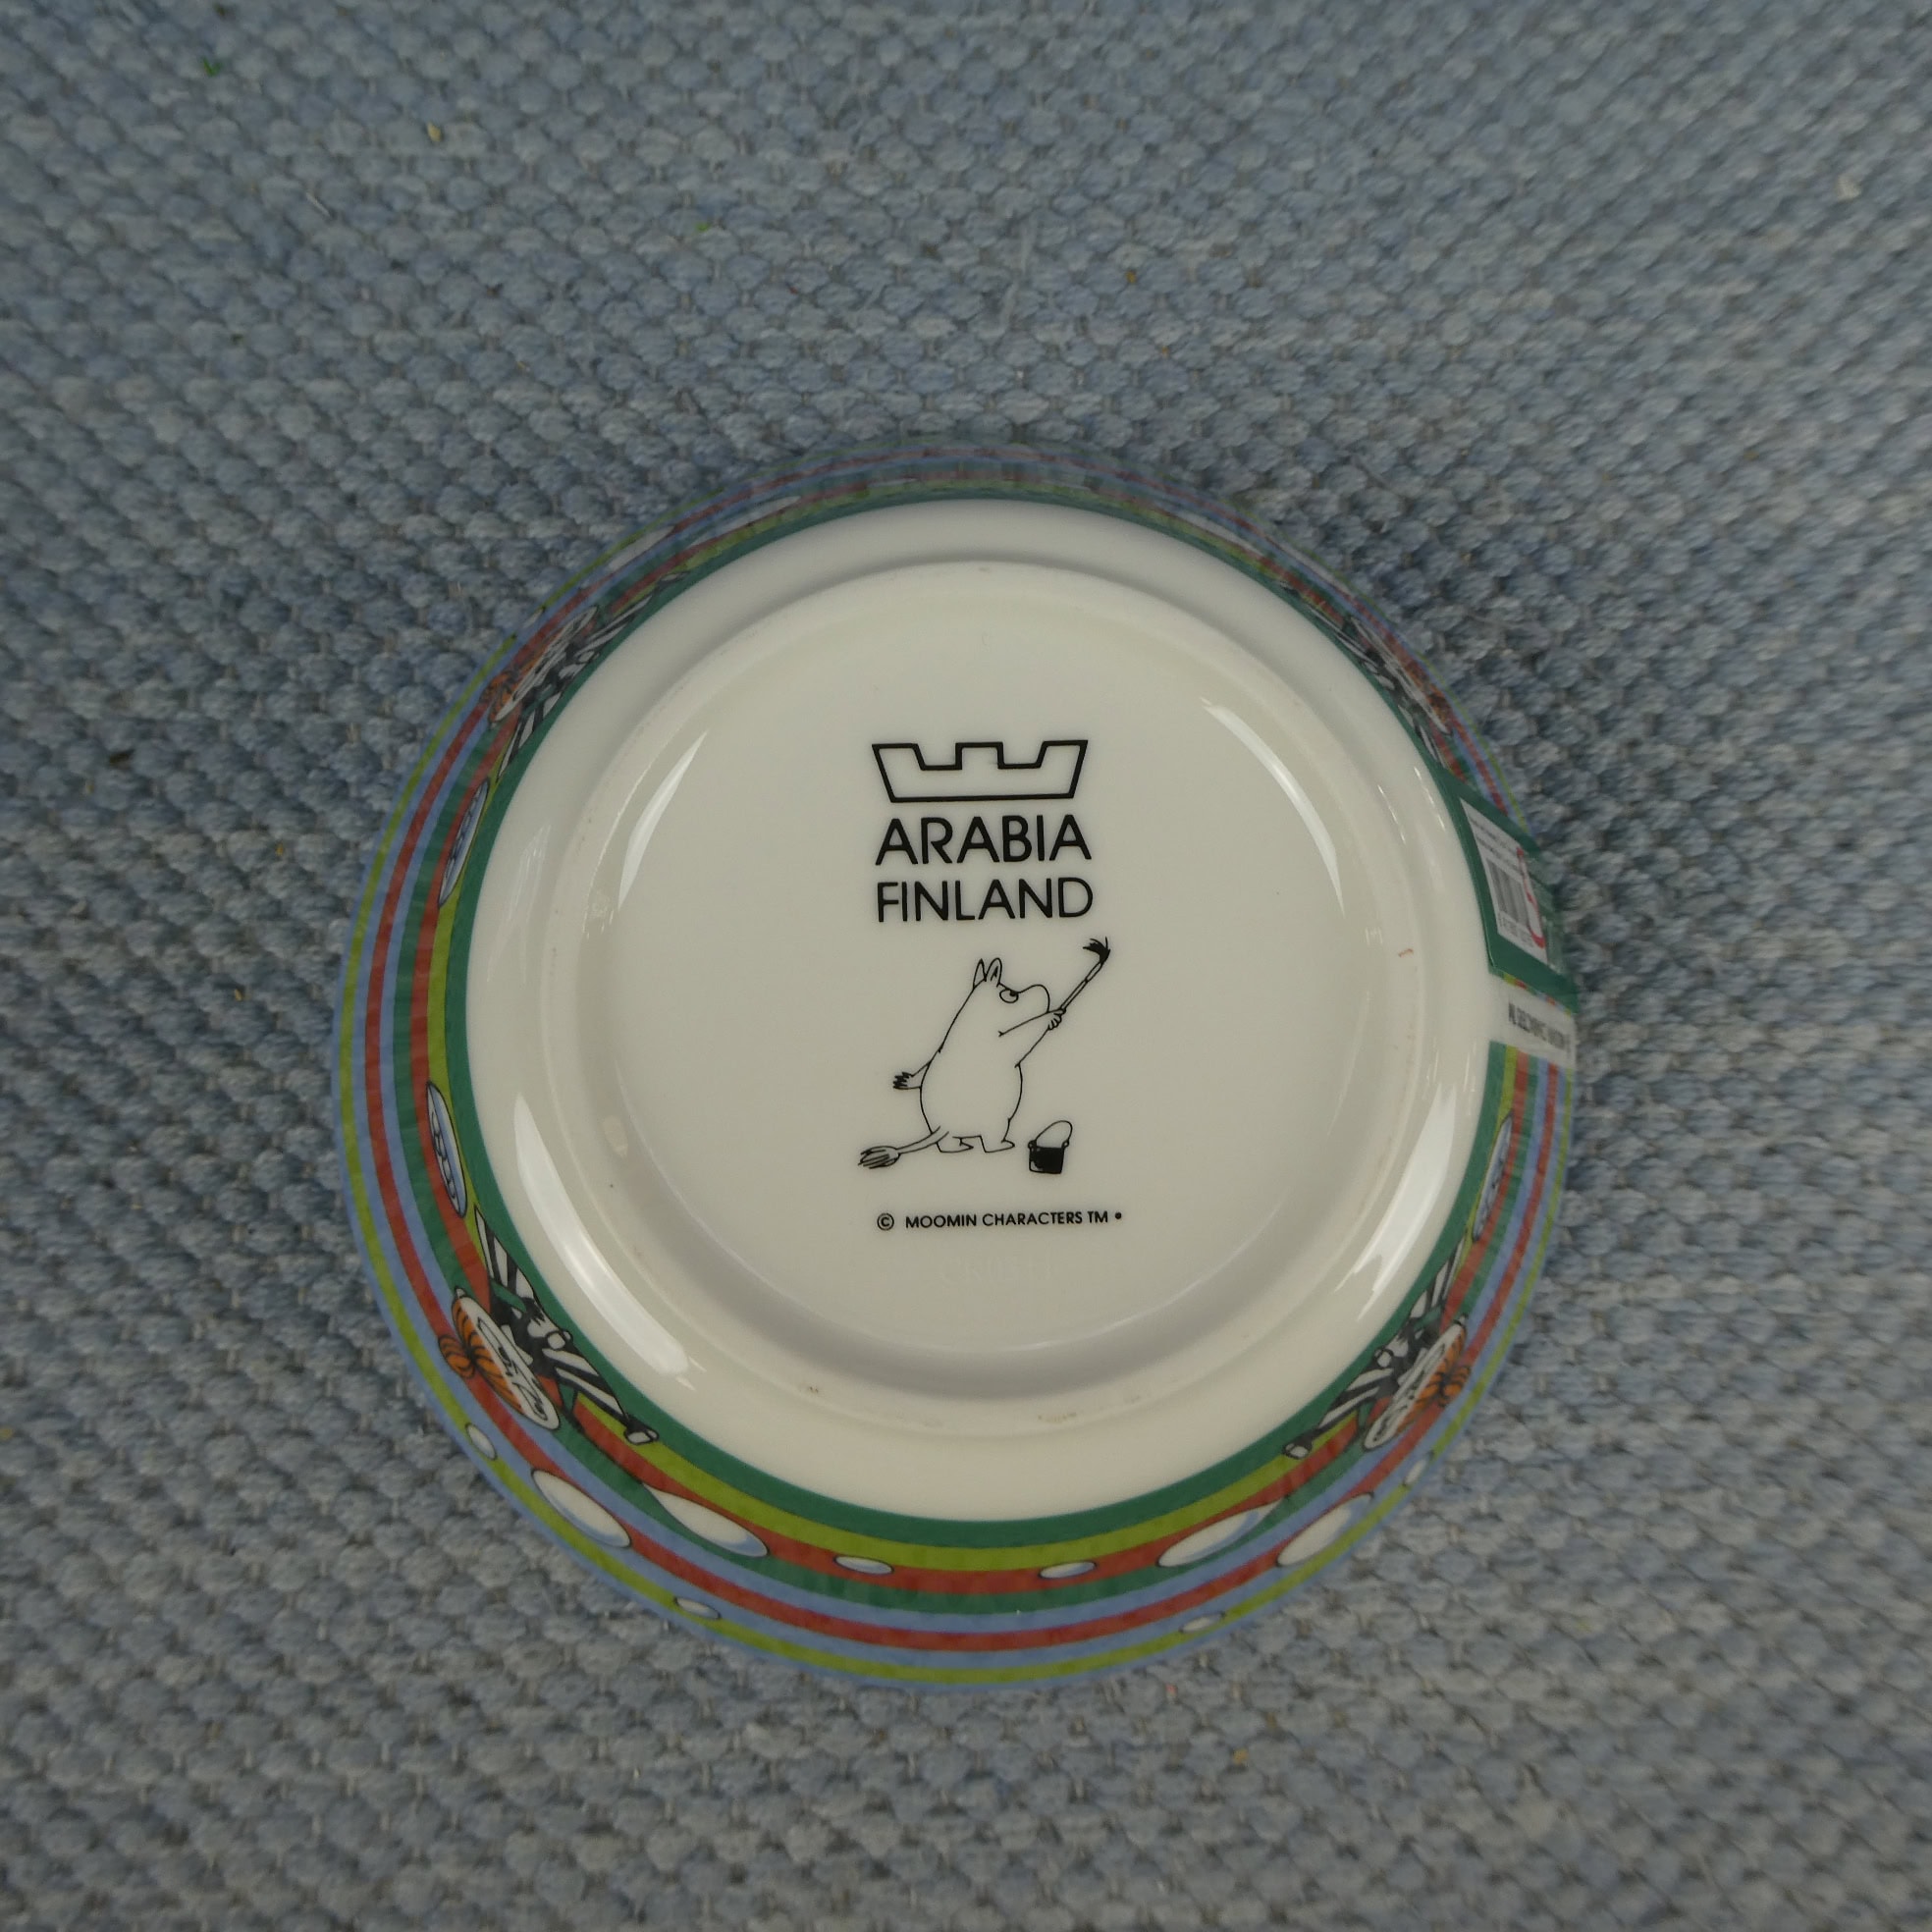 ARABIA
FINLAND
© MOOMIN CHARACTERS TM •